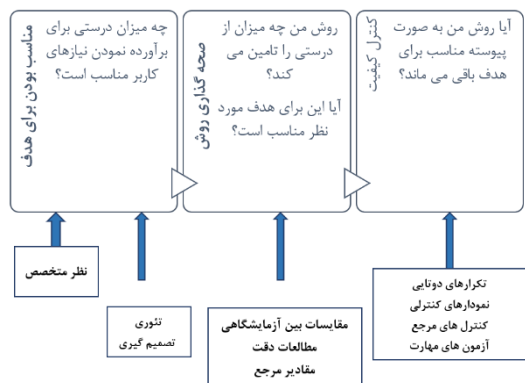 مناسب بودن برای هدف
چه میزان درستی برای
برآورده نمودن نیازهای
کاربر مناسب است؟
صحه گذاری روش
روش من چه میزان از
درستی را تامین می
کند؟
آیا این برای هدف مورد
نظر مناسب است؟
کنترل کیفیت
آیا روش من به صورت
پیوسته مناسب برای
هدف باقی می ماند؟
نظر متخصص
تئوری
تصمیم گیری
مقایسات بین آزمایشگاهی
مطالعات دقت
مقادیر مرجع
تکرارهای دوتایی
نمودارهای کنترلی
کنترل های مرجع
آزمون های مهارت